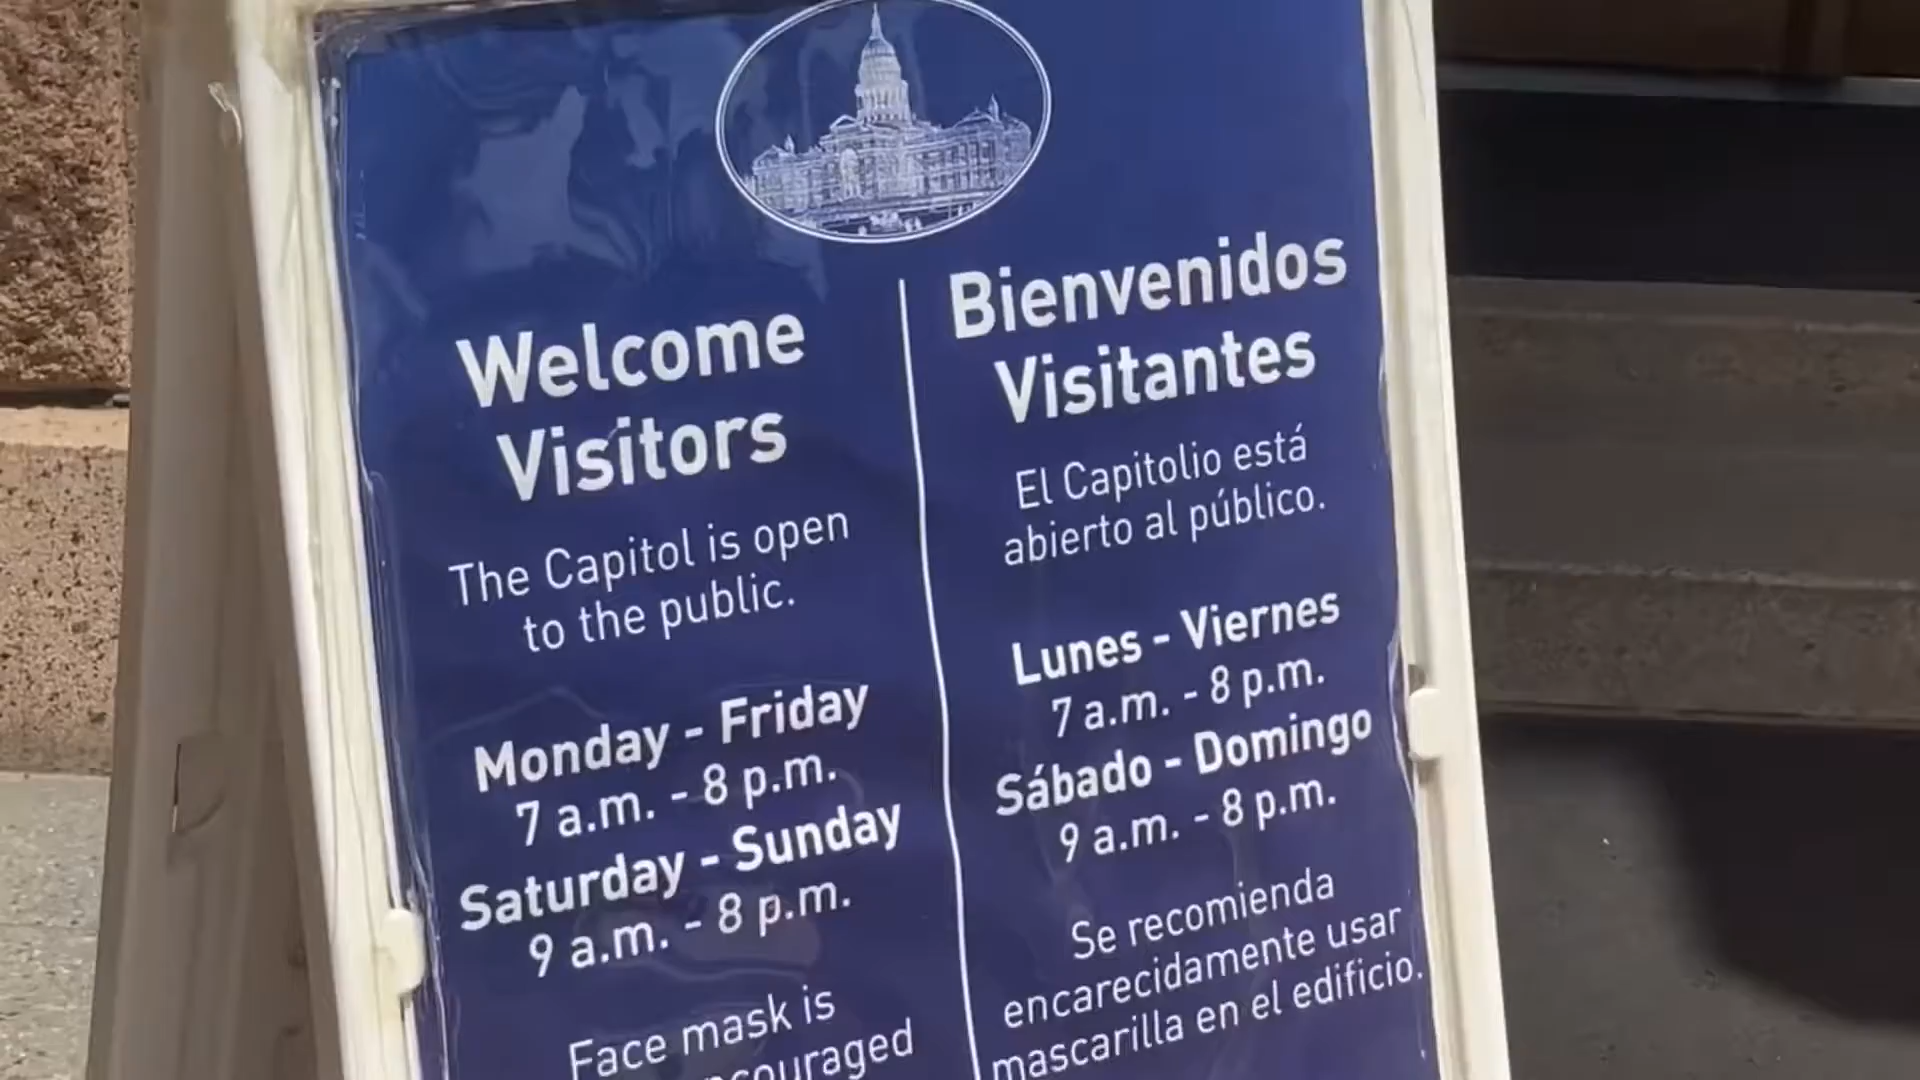 Welcome
Visitors
The Capitol is open
to the public.
Monday - Friday
7 a.m. - 8 p.m.
Saturday - Sunday
9 a.m. - 8 p.m.
Face mask is
Bienvenidos
Visitantes
El Capitolio está
abierto al público.
Lunes - Viernes
7 a.m. - 8 p.m.
Sábado - Domingo
9 a.m. - 8 p.m.
Se recomienda
encarecidamente usar
mascarilla en el edificio.